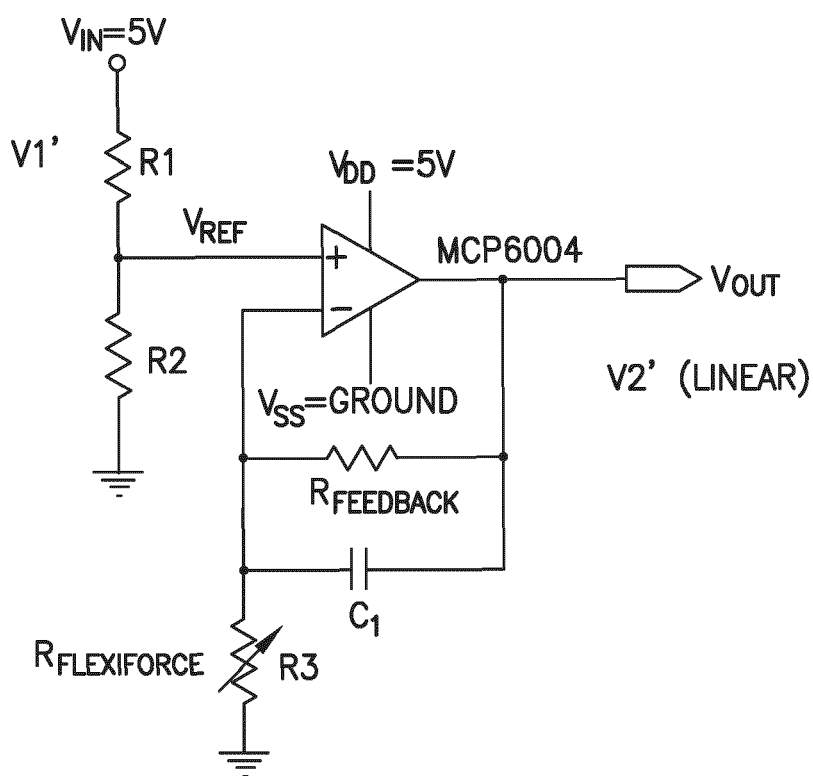 VIN=5V
V1’
R1
VDD =5V
VREF
+
MCP6004
VOUT
−
R2
V2’ (LINEAR)
VSS=GROUND
RFEEDBACK
C1
RFLEXIFORCE
R3